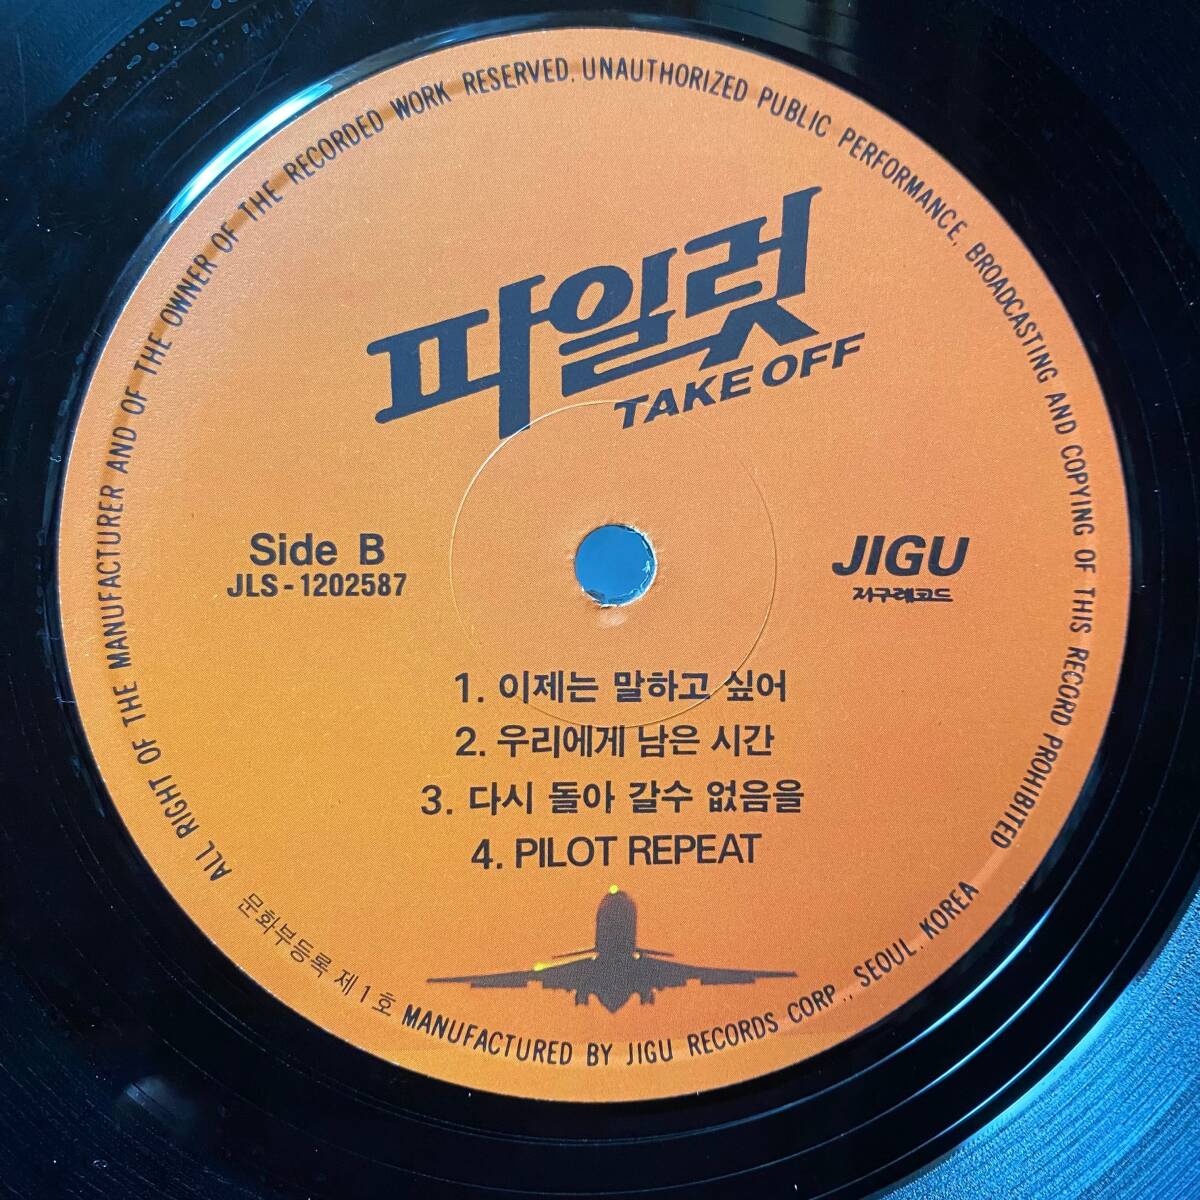 파일럿
TAKE OFF
Side B
JLS-1202587
JIGU
지구레코드
1. 이제는 말하고 싶어
2. 우리에게 남은 시간
3. 다시 돌아 갈수 없음을
4. PILOT REPEAT
ALL RIGHT OF THE MANUFACTURER AND OF THE OWNER OF THE RECORDED WORK RESERVED. UNAUTHORIZED PUBLIC PERFORMANCE. BROADCASTING AND COPYING OF THIS RECORD PROHIBITED
문화부등록 제1호 MANUFACTURED BY JIGU RECORDS CORP., SEOUL. KOREA